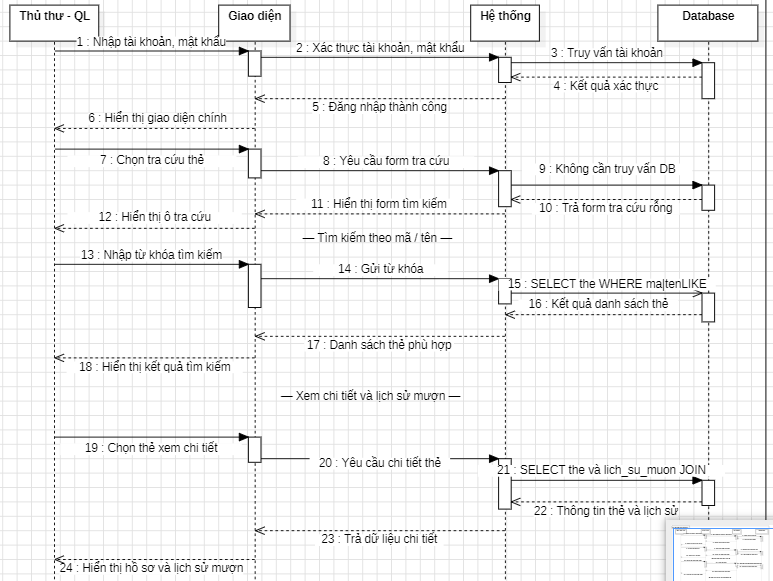 Thủ thư - QL
Giao diện
Hệ thống
Database
1 : Nhập tài khoản, mật khẩu
2 : Xác thực tài khoản, mật khẩu
3 : Truy vấn tài khoản
4 : Kết quả xác thực
5 : Đăng nhập thành công
6 : Hiển thị giao diện chính
7 : Chọn tra cứu thẻ
8 : Yêu cầu form tra cứu
9 : Không cần truy vấn DB
10 : Trả form tra cứu rỗng
11 : Hiển thị form tìm kiếm
12 : Hiển thị ô tra cứu
— Tìm kiếm theo mã / tên —
13 : Nhập từ khóa tìm kiếm
14 : Gửi từ khóa
15 : SELECT the WHERE ma|tenLIKE
16 : Kết quả danh sách thẻ
17 : Danh sách thẻ phù hợp
18 : Hiển thị kết quả tìm kiếm
— Xem chi tiết và lịch sử mượn —
19 : Chọn thẻ xem chi tiết
20 : Yêu cầu chi tiết thẻ
21 : SELECT the và lich_su_muon JOIN
22 : Thông tin thẻ và lịch sử
23 : Trả dữ liệu chi tiết
24 : Hiển thị hồ sơ và lịch sử mượn